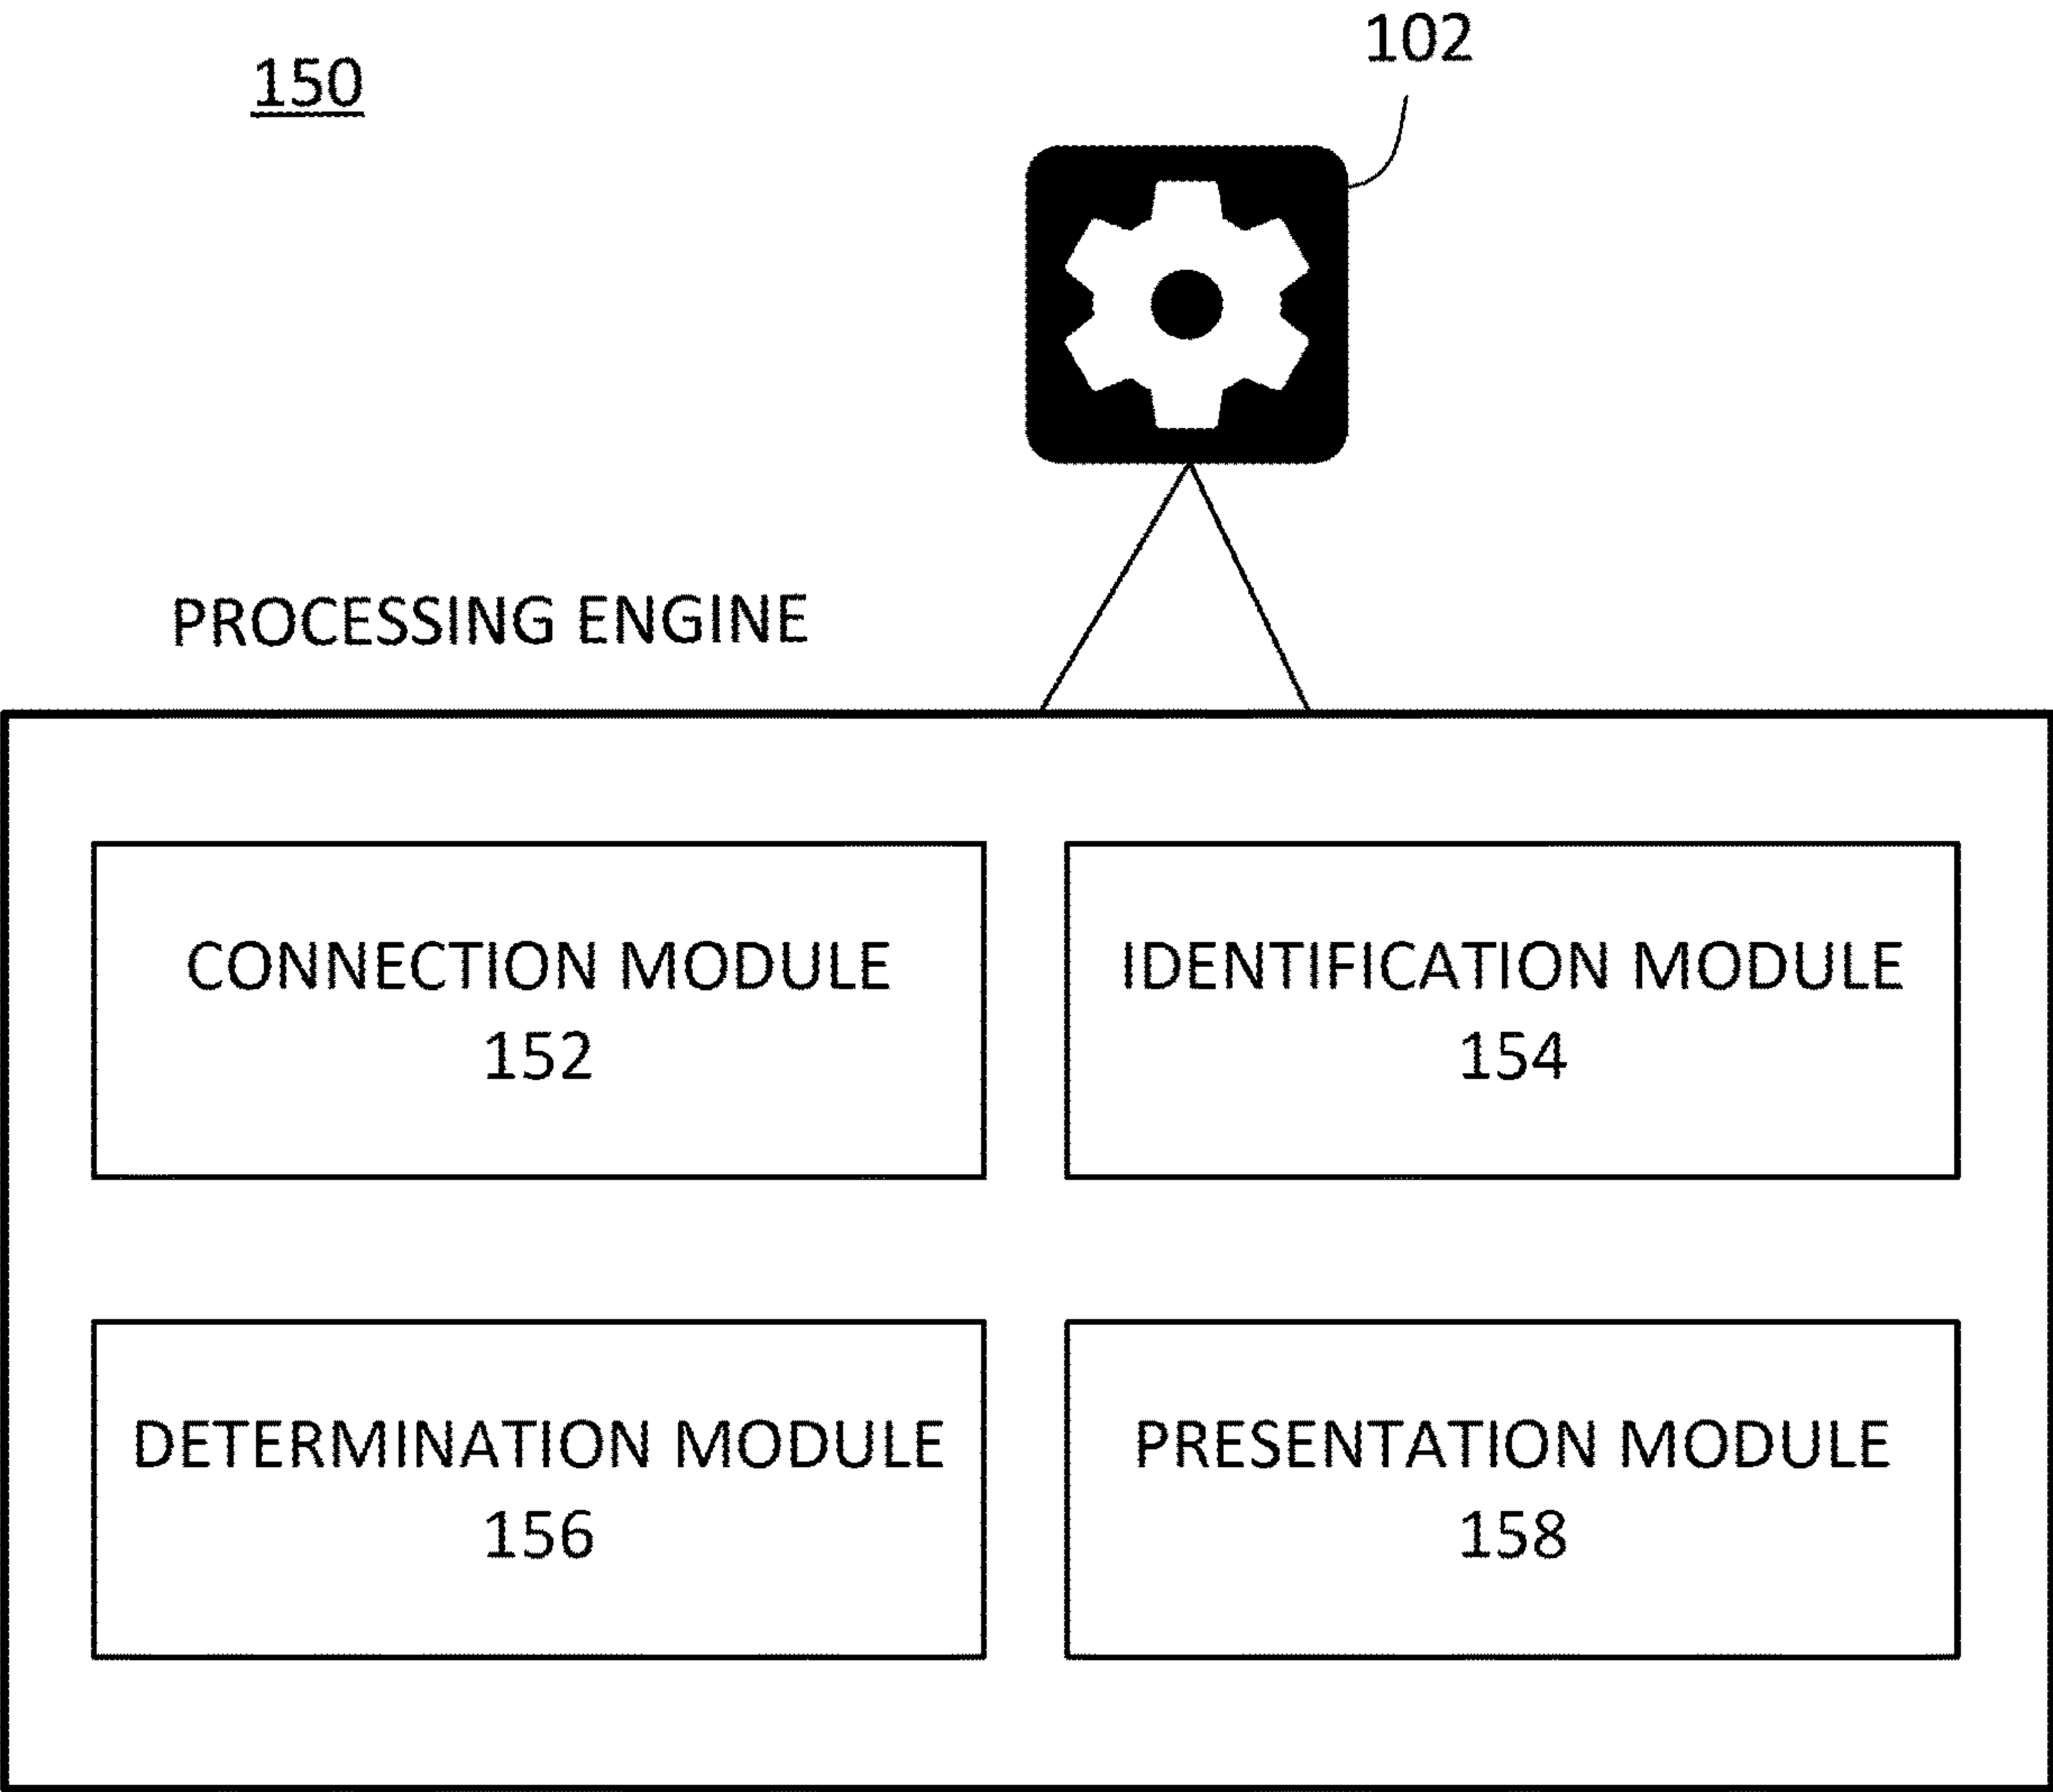 150
102
PROCESSING ENGINE
CONNECTION MODULE
152
IDENTIFICATION MODULE
154
DETERMINATION MODULE
156
PRESENTATION MODULE
158